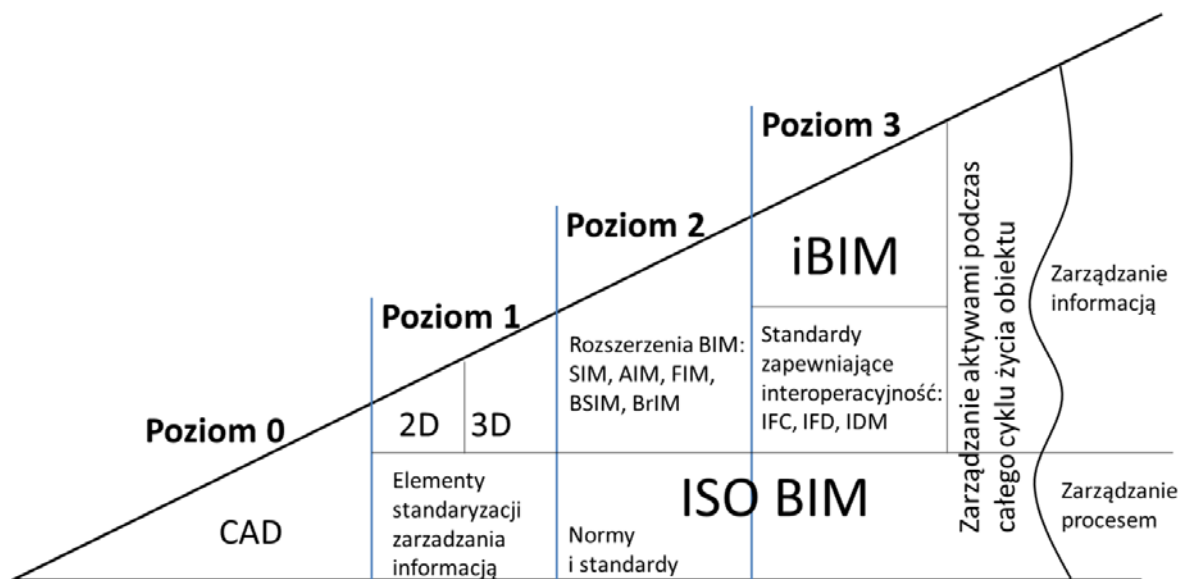 Poziom 0
CAD
Poziom 1
2D
3D
Elementy
standaryzacji
zarzadzania
informacją
Poziom 2
Rozszerzenia BIM:
SIM, AIM, FIM,
BSIM, BrIM
Normy
i standardy
ISO BIM
Poziom 3
iBIM
Standardy
zapewniające
interoperacyjność:
IFC, IFD, IDM
Zarządzanie aktywami podczas
całego cyklu życia obiektu
Zarządzanie
informacją
Zarządzanie
procesem